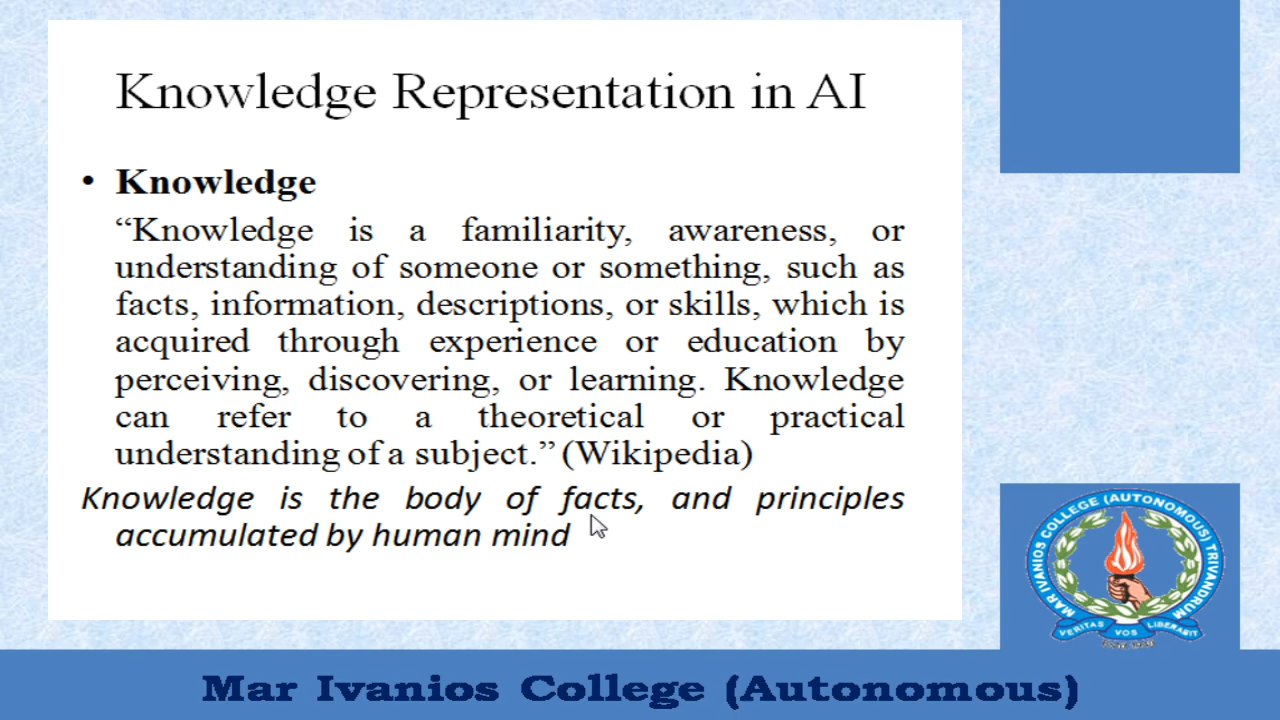 Knowledge Representation in AI
• Knowledge
“Knowledge is a familiarity, awareness, or
understanding of someone or something, such as
facts, information, descriptions, or skills, which is
acquired through experience or education by
perceiving, discovering, or learning. Knowledge
can refer to a theoretical or practical
understanding of a subject.” (Wikipedia)
Knowledge is the body of facts, and principles
accumulated by human mind
MAR IVANIOS COLLEGE (AUTONOMOUS) TRIVANDRUM
VERITAS VOS LIBERABIT
Mar Ivanios College (Autonomous)